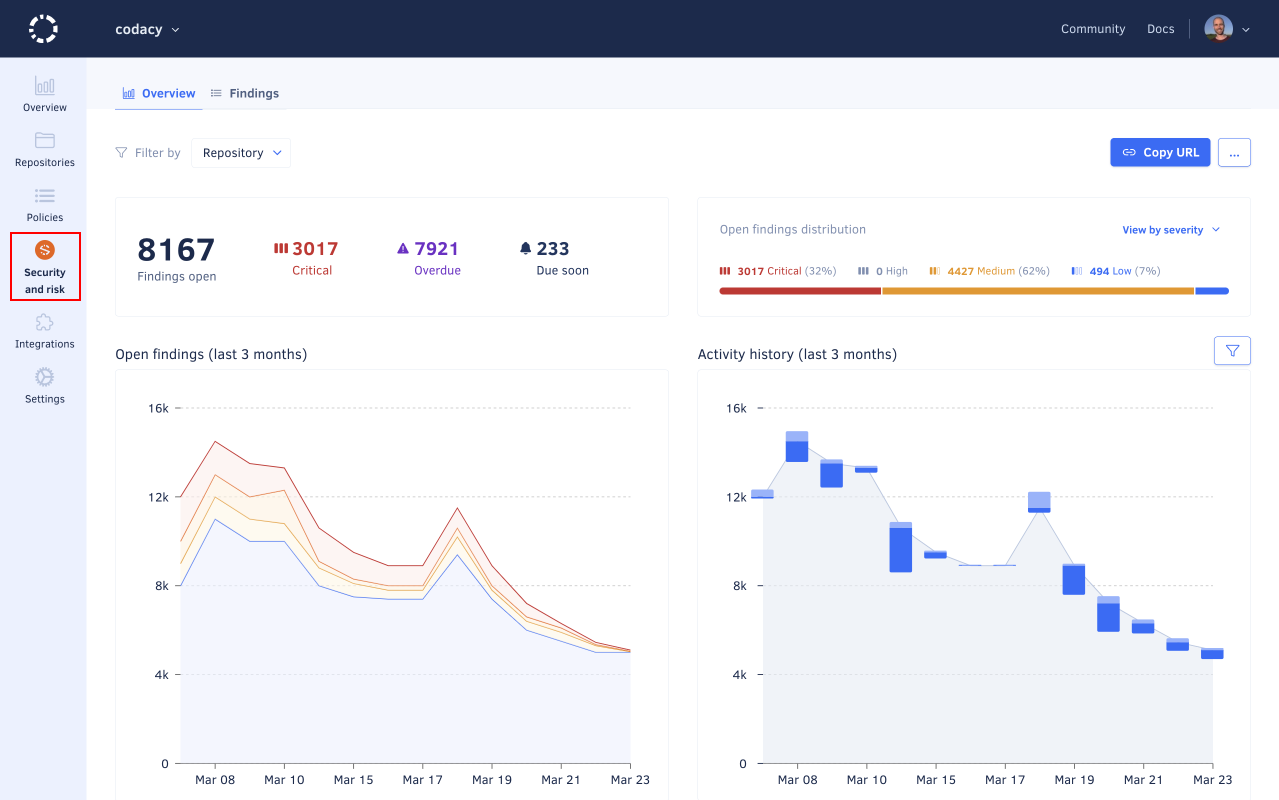 codacy
Community
Docs
Overview
Repositories
Policies
Security
and risk
Integrations
Settings
Overview
Findings
Filter by
Repository
Copy URL
...
8167
Findings open
3017
Critical
7921
Overdue
233
Due soon
Open findings distribution
View by severity
3017 Critical (32%)
0 High
4427 Medium (62%)
494 Low (7%)
Open findings (last 3 months)
16k
12k
8k
4k
0
Mar 08
Mar 10
Mar 15
Mar 17
Mar 19
Mar 21
Mar 23
Activity history (last 3 months)
16k
12k
8k
4k
0
Mar 08
Mar 10
Mar 15
Mar 17
Mar 19
Mar 21
Mar 23